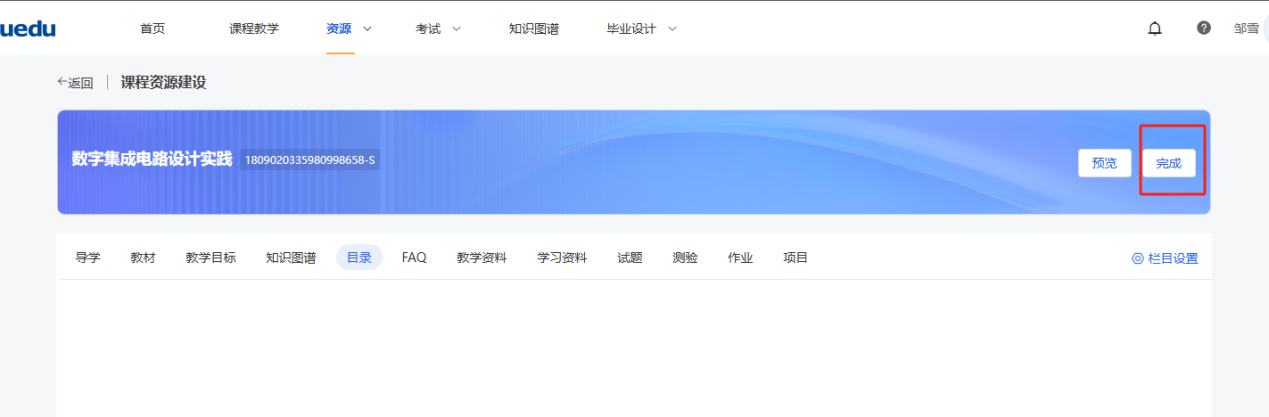 uedu 首页 课程教学 资源 考试 知识图谱 毕业设计 邹雪
返回 课程资源建设
数字集成电路设计实践 1809020335980998658-S 预览 完成
导学 教材 教学目标 知识图谱 目录 FAQ 教学资料 学习资料 试题 测验 作业 项目 栏目设置